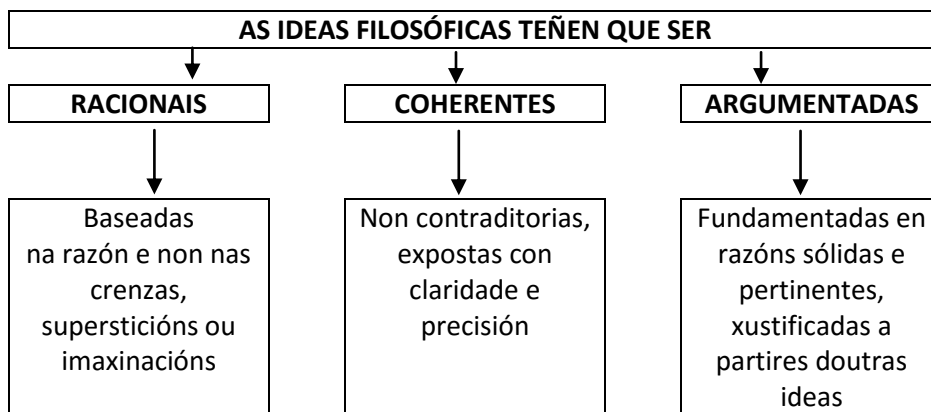 AS IDEAS FILOSÓFICAS TEÑEN QUE SER
RACIONAIS
COHERENTES
ARGUMENTADAS
Baseadas
na razón e non nas
crenzas,
supersticións ou
imaxinacións
Non contraditorias,
expostas con
claridade e
precisión
Fundamentadas en
razóns sólidas e
pertinentes,
xustificadas a
partires doutras
ideas